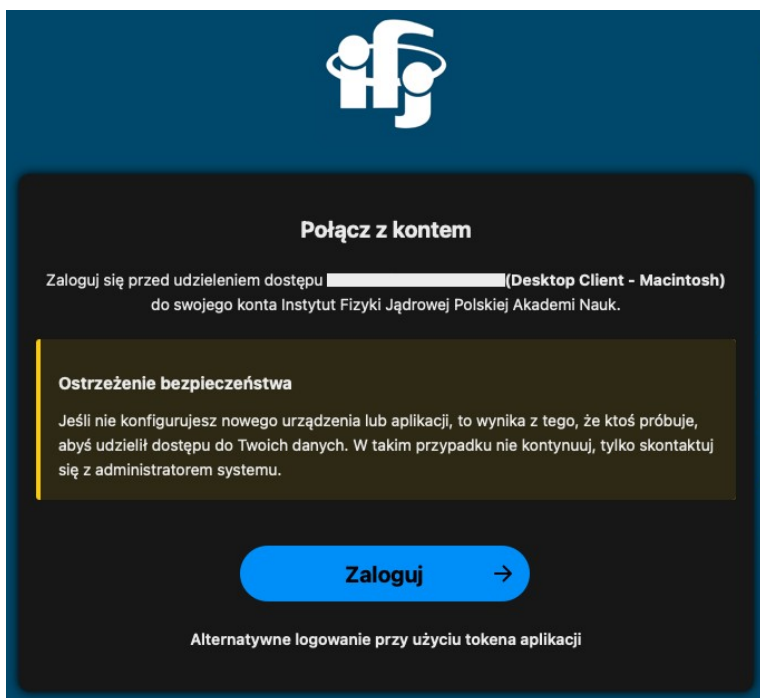 ifj
Połącz z kontem
Zaloguj się przed udzieleniem dostępu (Desktop Client - Macintosh)
do swojego konta Instytut Fizyki Jądrowej Polskiej Akademi Nauk.
Ostrzeżenie bezpieczeństwa
Jeśli nie konfigurujesz nowego urządzenia lub aplikacji, to wynika z tego, że ktoś próbuje,
abyś udzielił dostępu do Twoich danych. W takim przypadku nie kontynuuj, tylko skontaktuj
się z administratorem systemu.
Zaloguj →
Alternatywne logowanie przy użyciu tokena aplikacji